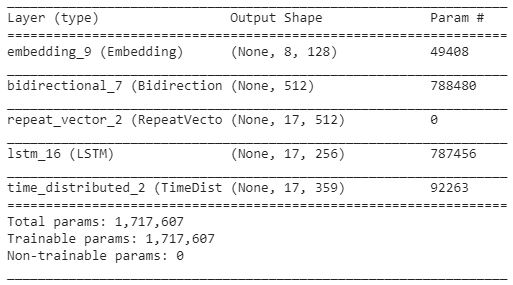 Layer (type) Output Shape Param #
embedding_9 (Embedding) (None, 8, 128) 49408
bidirectional_7 (Bidirection (None, 512) 788480
repeat_vector_2 (RepeatVecto (None, 17, 512) 0
lstm_16 (LSTM) (None, 17, 256) 787456
time_distributed_2 (TimeDist (None, 17, 359) 92263
Total params: 1,717,607
Trainable params: 1,717,607
Non-trainable params: 0